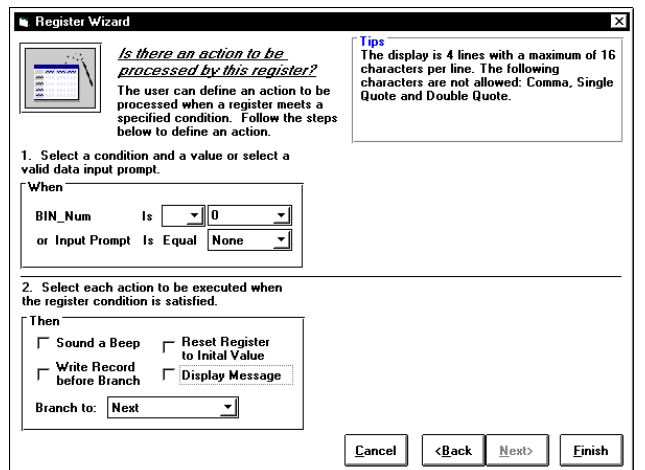 Register Wizard
Is there an action to be
processed by this register?
The user can define an action to be
processed when a register meets a
specified condition. Follow the steps
below to define an action.
Tips
The display is 4 lines with a maximum of 16
characters per line. The following
characters are not allowed: Comma, Single
Quote and Double Quote.
1. Select a condition and a value or select a
valid data input prompt.
When
BIN_Num Is 0
or Input Prompt Is Equal None
2. Select each action to be executed when
the register condition is satisfied.
Then
Sound a Beep
Reset Register
to Inital Value
Write Record
before Branch
Display Message
Branch to: Next
Cancel <Back Next> Finish